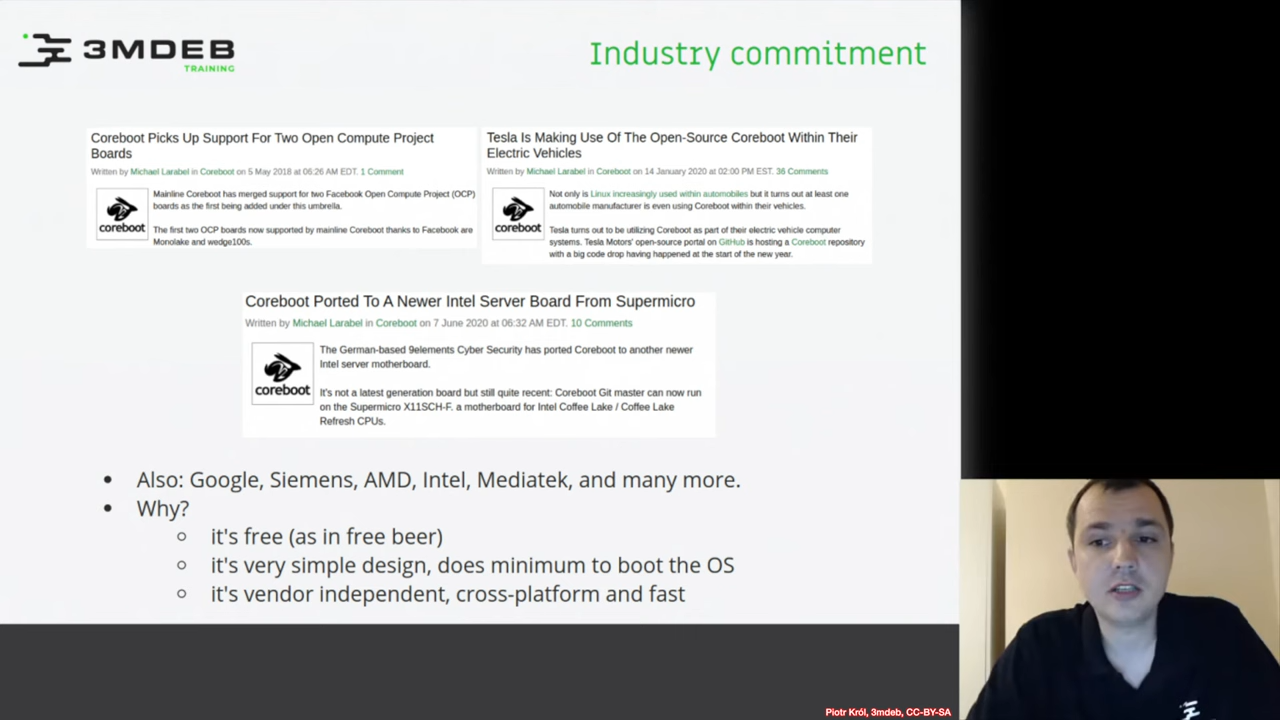 3MDEB
TRAINING
Industry commitment
Coreboot Picks Up Support For Two Open Compute Project
Boards
Written by Michael Larabel in Coreboot on 5 May 2018 at 06:26 AM EDT. 1 Comment
coreboot
Mainline Coreboot has merged support for two Facebook Open Compute Project (OCP)
boards as the first being added under this umbrella.
The first two OCP boards now supported by mainline Coreboot thanks to Facebook are
Monolake and wedge100s.
Tesla Is Making Use Of The Open-Source Coreboot Within Their
Electric Vehicles
Written by Michael Larabel in Coreboot on 14 January 2020 at 02:00 PM EST. 36 Comments
coreboot
Not only is Linux increasingly used within automobiles but it turns out at least one
automobile manufacturer is even using Coreboot within their vehicles.
Tesla turns out to be utilizing Coreboot as part of their electric vehicle computer
systems. Tesla Motors' open-source portal on GitHub is hosting a Coreboot repository
with a big code drop having happened at the start of the new year.
Coreboot Ported To A Newer Intel Server Board From Supermicro
Written by Michael Larabel in Coreboot on 7 June 2020 at 06:32 AM EDT. 10 Comments
coreboot
The German-based 9elements Cyber Security has ported Coreboot to another newer
Intel server motherboard.
It's not a latest generation board but still quite recent: Coreboot Git master can now run
on the Supermicro X11SCH-F. a motherboard for Intel Coffee Lake / Coffee Lake
Refresh CPUs.
• Also: Google, Siemens, AMD, Intel, Mediatek, and many more.
• Why?
○ it's free (as in free beer)
○ it's very simple design, does minimum to boot the OS
○ it's vendor independent, cross-platform and fast
Piotr Król, 3mdeb, CC-BY-SA